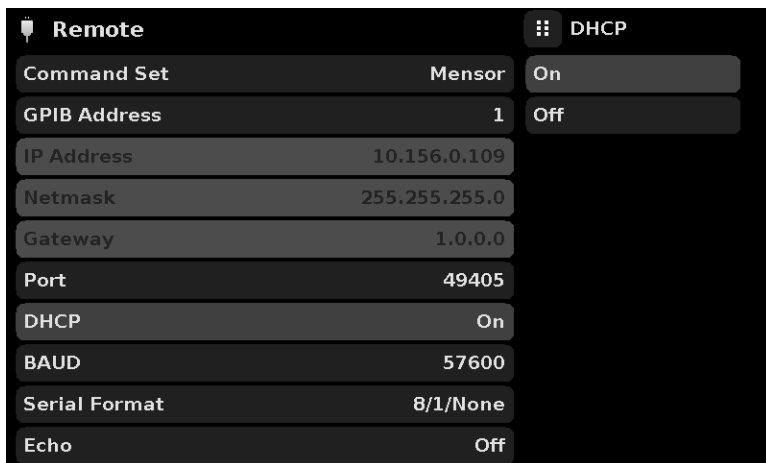 Remote
Command Set Mensor
GPIB Address 1
IP Address 10.156.0.109
Netmask 255.255.255.0
Gateway 1.0.0.0
Port 49405
DHCP On
BAUD 57600
Serial Format 8/1/None
Echo Off
DHCP
On
Off